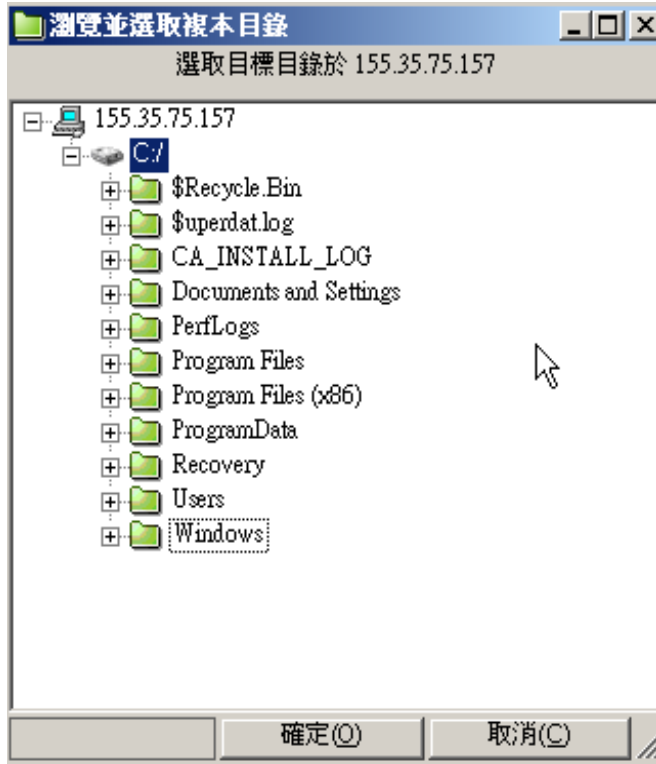 瀏覽並選取複本目錄
選取目標目錄於 155.35.75.157
155.35.75.157
C:/
$Recycle.Bin
$uperdat.log
CA_INSTALL_LOG
Documents and Settings
PerfLogs
Program Files
Program Files (x86)
ProgramData
Recovery
Users
Windows
確定(O) 取消(C)